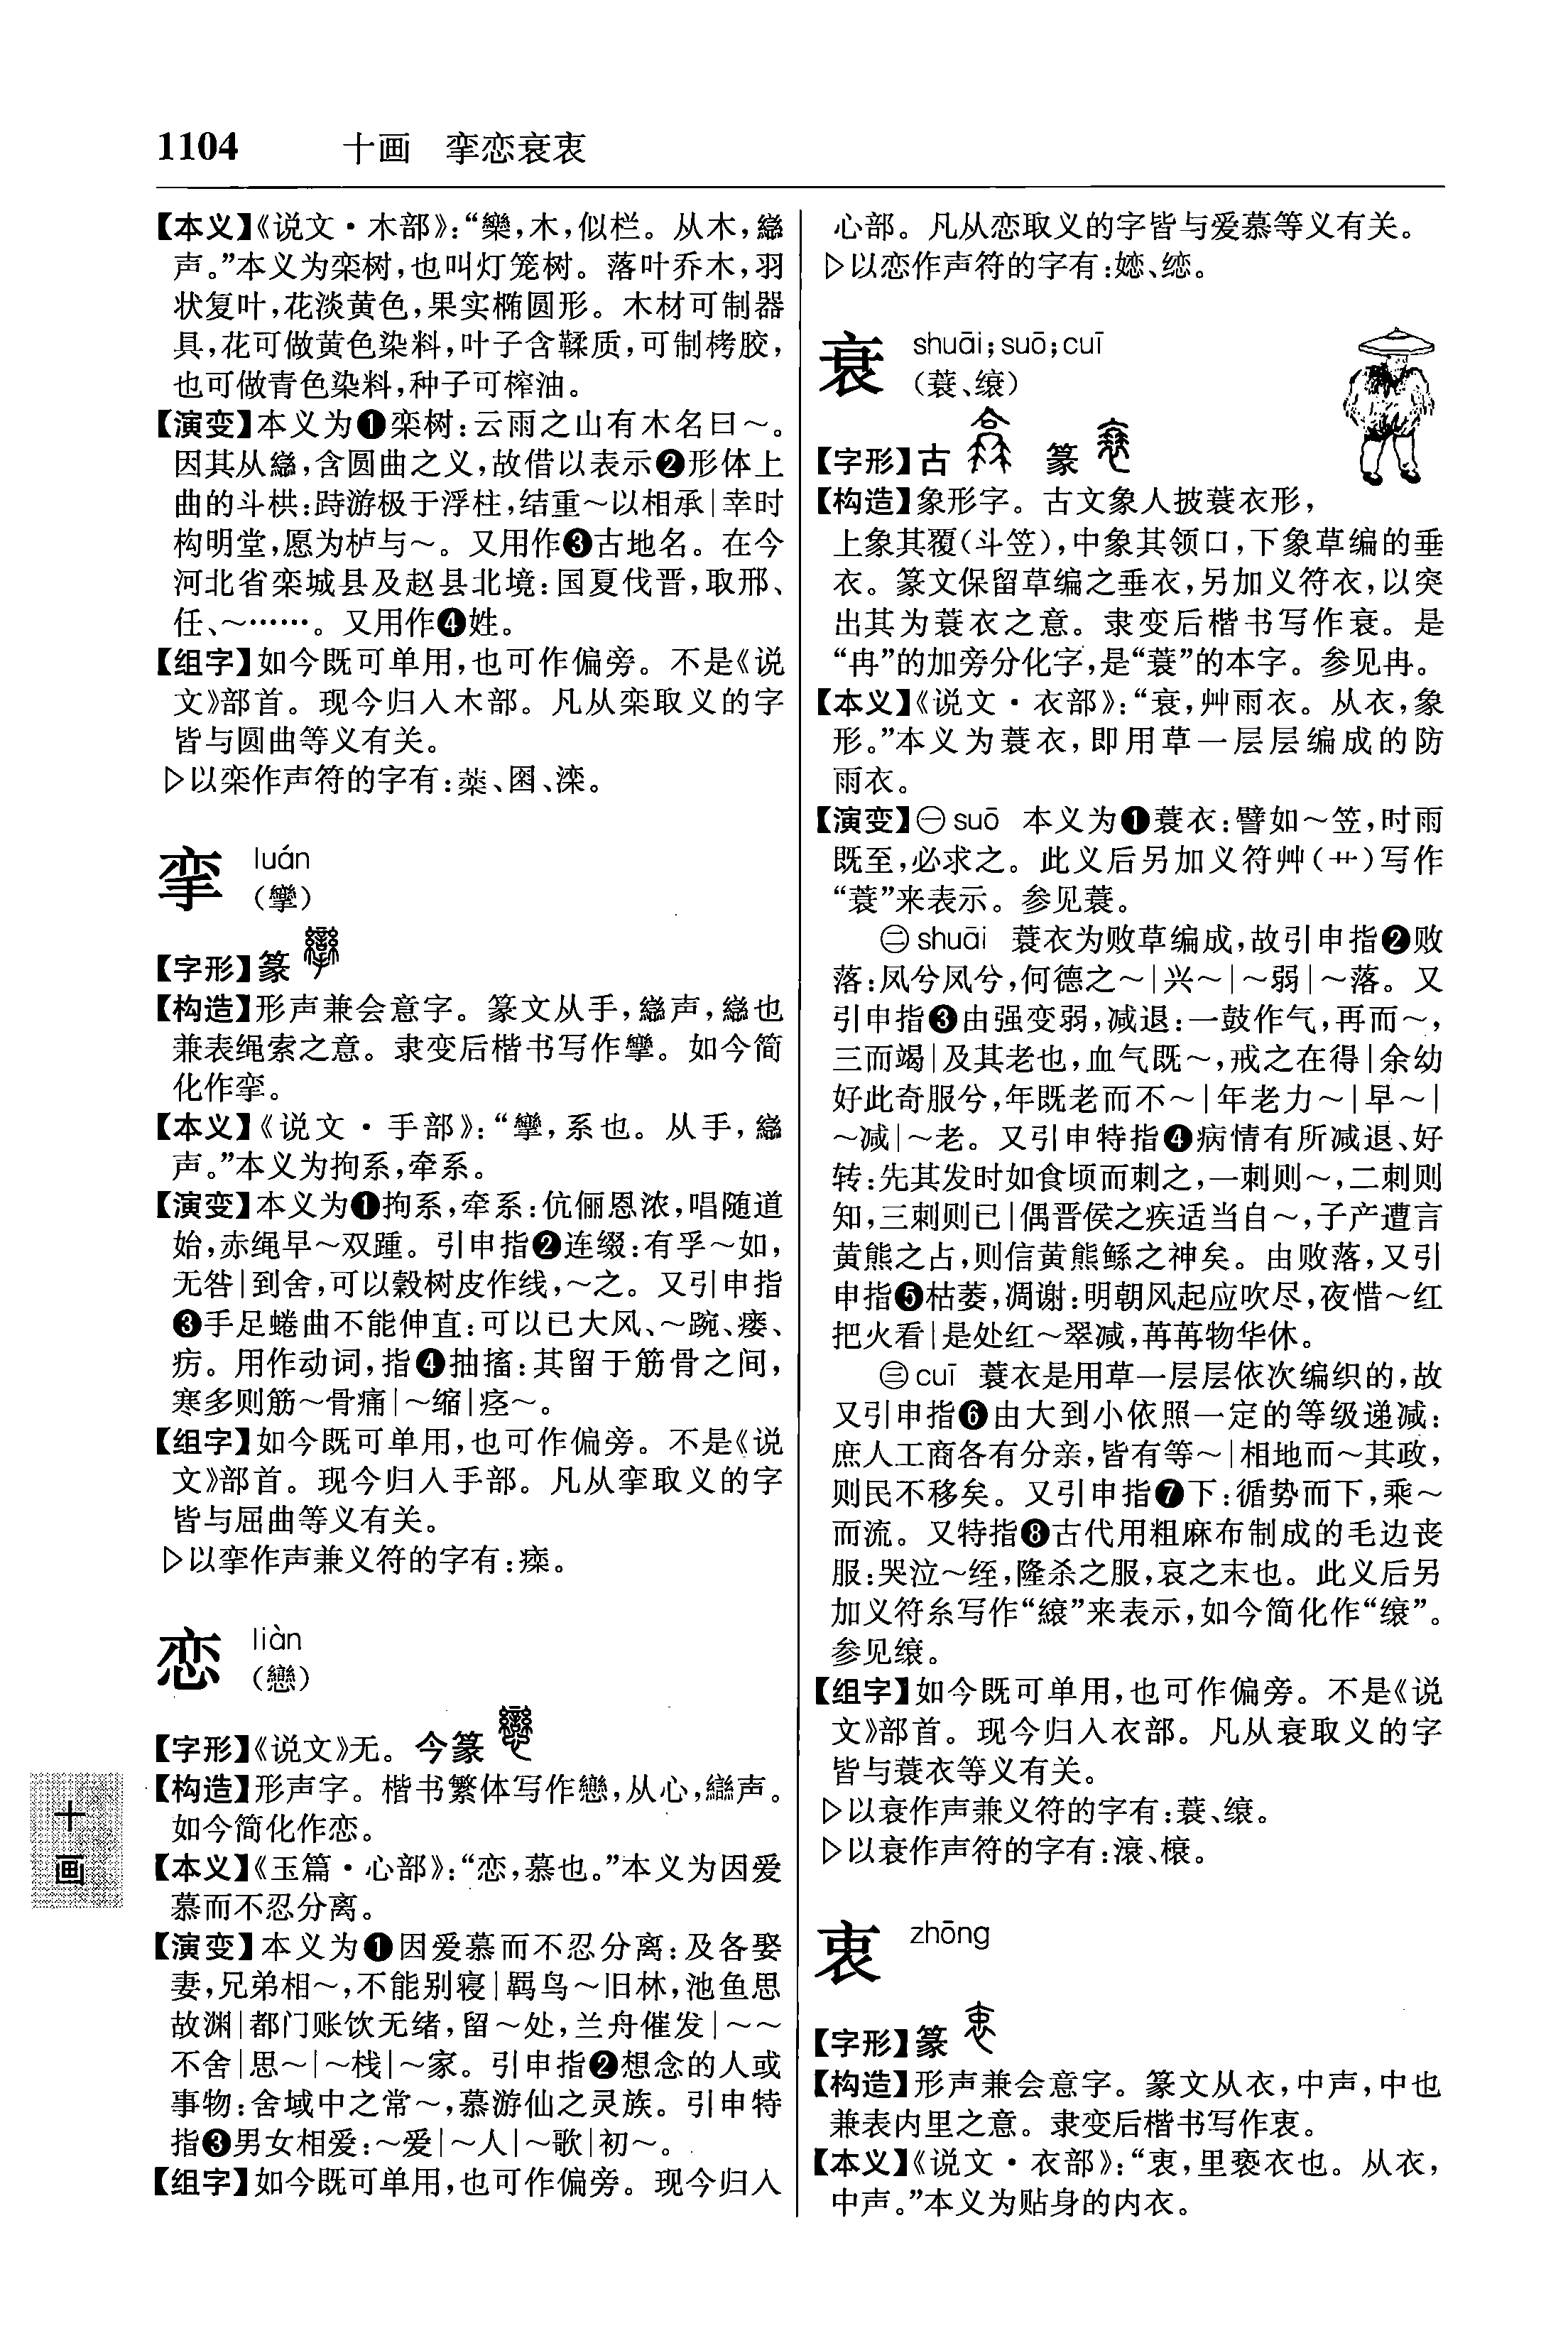 1104 十画 挛恋衰衷
【本义】《说文·木部》：“欒，木，似栏。从木，䜌
声。”本义为栾树，也叫灯笼树。落叶乔木，羽
状复叶，花淡黄色，果实椭圆形。木材可制器
具，花可做黄色染料，叶子含鞣质，可制栲胶，
也可做青色染料，种子可榨油。
【演变】本义为❶栾树：云雨之山有木名曰～。
因其从䜌，含圆曲之义，故借以表示❷形体上
曲的斗栱：跱游极于浮柱，结重～以相承|幸时
构明堂，愿为栌与～。又用作❸古地名。在今
河北省栾城县及赵县北境：国夏伐晋，取邢、
任、～……。又用作❹姓。
【组字】如今既可单用，也可作偏旁。不是《说
文》部首。现今归入木部。凡从栾取义的字
皆与圆曲等义有关。
▷以栾作声符的字有：、圞、滦。
挛 luán
（攣）
【字形】篆
【构造】形声兼会意字。篆文从手，䜌声，䜌也
兼表绳索之意。隶变后楷书写作攣。如今简
化作挛。
【本义】《说文·手部》：“攣，系也。从手，䜌
声。”本义为拘系，牵系。
【演变】本义为❶拘系，牵系：伉俪恩浓，唱随道
始，赤绳早～双踵。引申指❷连缀：有孚～如，
无咎|到舍，可以榖树皮作线，～之。又引申指
❸手足蜷曲不能伸直：可以已大风、～踠、瘘、
疠。用作动词，指❹抽搐：其留于筋骨之间，
寒多则筋～骨痛|～缩|痉～。
【组字】如今既可单用，也可作偏旁。不是《说
文》部首。现今归入手部。凡从挛取义的字
皆与屈曲等义有关。
▷以挛作声兼义符的字有：。
恋 liàn
（戀）
【字形】《说文》无。今篆
【构造】形声字。楷书繁体写作戀，从心，䜌声。
如今简化作恋。
【本义】《玉篇·心部》：“恋，慕也。”本义为因爱
慕而不忍分离。
【演变】本义为❶因爱慕而不忍分离：及各娶
妻，兄弟相～，不能别寝|羁鸟～旧林，池鱼思
故渊|都门账饮无绪，留～处，兰舟催发|～～
不舍|思～|～栈|～家。引申指❷想念的人或
事物：舍域中之常～，慕游仙之灵族。引申特
指❸男女相爱：～爱|～人|～歌|初～。
【组字】如今既可单用，也可作偏旁。现今归入
十
画
心部。凡从恋取义的字皆与爱慕等义有关。
▷以恋作声符的字有：、。
衰 shuāi；suō；cuī
（蓑、缞）
【字形】古 篆
【构造】象形字。古文象人披蓑衣形，
上象其覆（斗笠），中象其领口，下象草编的垂
衣。篆文保留草编之垂衣，另加义符衣，以突
出其为蓑衣之意。隶变后楷书写作衰。是
“冉”的加旁分化字，是“蓑”的本字。参见冉。
【本义】《说文·衣部》：“衰，艸雨衣。从衣，象
形。”本义为蓑衣，即用草一层层编成的防
雨衣。
【演变】㊀suō 本义为❶蓑衣：譬如～笠，时雨
既至，必求之。此义后另加义符艸（艹）写作
“蓑”来表示。参见蓑。
㊁shuāi 蓑衣为败草编成，故引申指❷败
落：凤兮凤兮，何德之～|兴～|～弱|～落。又
引申指❸由强变弱，减退：一鼓作气，再而～，
三而竭|及其老也，血气既～，戒之在得|余幼
好此奇服兮，年既老而不～|年老力～|早～|
～减|～老。又引申特指❹病情有所减退、好
转：先其发时如食顷而刺之，一刺则～，二刺则
知，三刺则已|偶晋侯之疾适当自～，子产遭言
黄熊之占，则信黄熊鲧之神矣。由败落，又引
申指❺枯萎，凋谢：明朝风起应吹尽，夜惜～红
把火看|是处红～翠减，苒苒物华休。
㊂cuī 蓑衣是用草一层层依次编织的，故
又引申指❻由大到小依照一定的等级递减：
庶人工商各有分亲，皆有等～|相地而～其政，
则民不移矣。又引申指❼下：循势而下，乘～
而流。又特指❽古代用粗麻布制成的毛边丧
服：哭泣～绖，隆杀之服，哀之末也。此义后另
加义符糸写作“縗”来表示，如今简化作“缞”。
参见缞。
【组字】如今既可单用，也可作偏旁。不是《说
文》部首。现今归入衣部。凡从衰取义的字
皆与蓑衣等义有关。
▷以衰作声兼义符的字有：蓑、缞。
▷以衰作声符的字有：滖、榱。
衷 zhōng
【字形】篆
【构造】形声兼会意字。篆文从衣，中声，中也
兼表内里之意。隶变后楷书写作衷。
【本义】《说文·衣部》：“衷，里亵衣也。从衣，
中声。”本义为贴身的内衣。